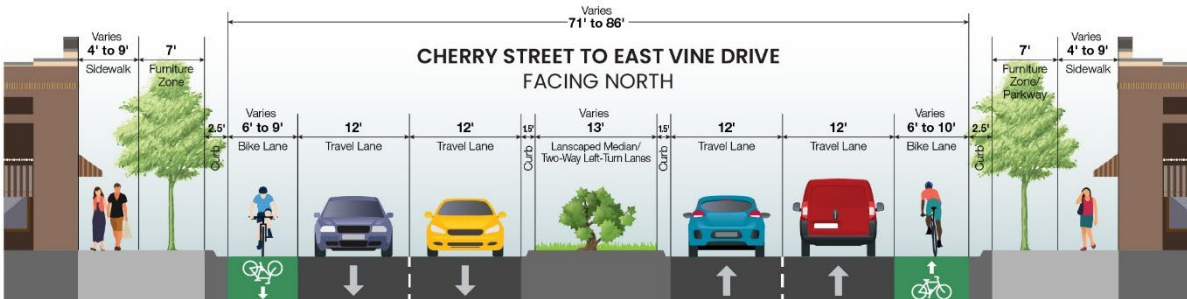 Varies
71' to 86'
CHERRY STREET TO EAST VINE DRIVE
FACING NORTH
Varies
4' to 9'
Sidewalk
7'
Furniture
Zone
2.5'
Curb
Varies
6' to 9'
Bike Lane
12'
Travel Lane
12'
Travel Lane
1.5'
Curb
Varies
13'
Lanscaped Median/
Two-Way Left-Turn Lanes
1.5'
Curb
12'
Travel Lane
12'
Travel Lane
Varies
6' to 10'
Bike Lane
2.5'
Curb
7'
Furniture
Zone/
Parkway
Varies
4' to 9'
Sidewalk